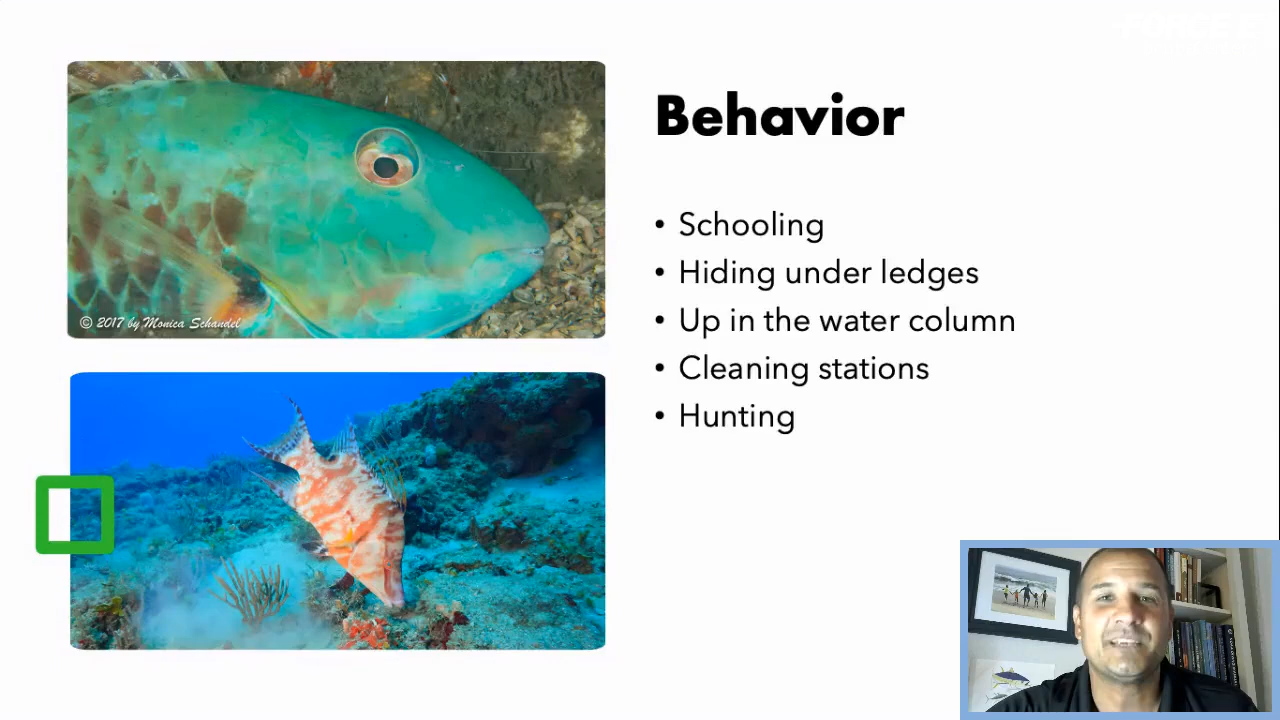 © 2017 by Monica Schandel
Behavior
• Schooling
• Hiding under ledges
• Up in the water column
• Cleaning stations
• Hunting